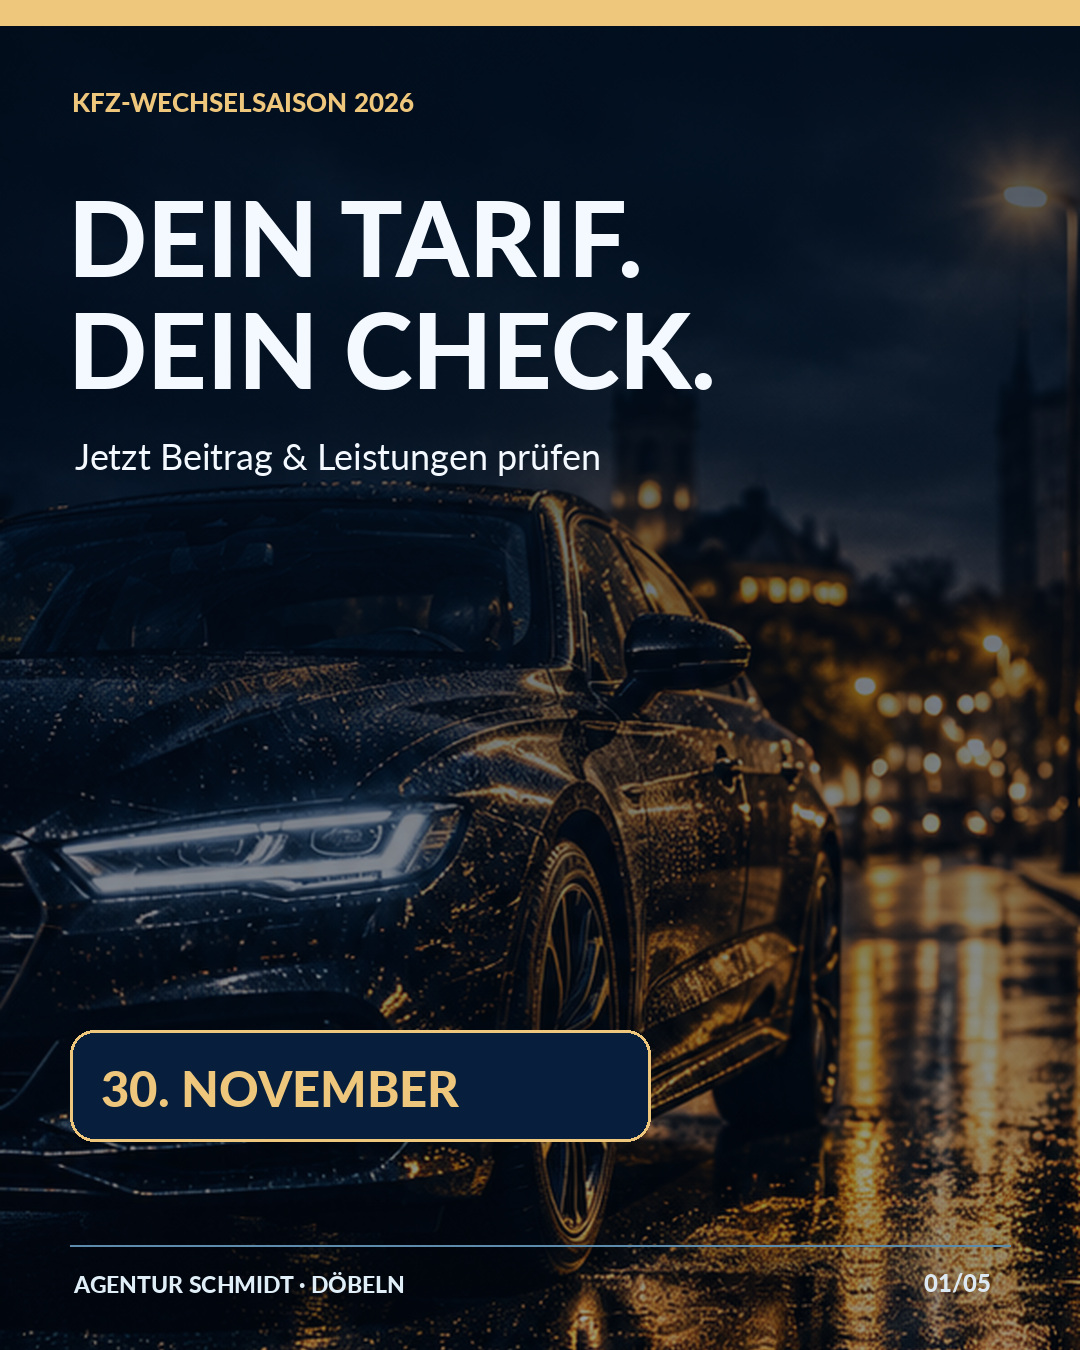 KFZ-WECHSELSAISON 2026
DEIN TARIF.
DEIN CHECK.
Jetzt Beitrag & Leistungen prüfen
30. NOVEMBER
AGENTUR SCHMIDT · DÖBELN
01/05